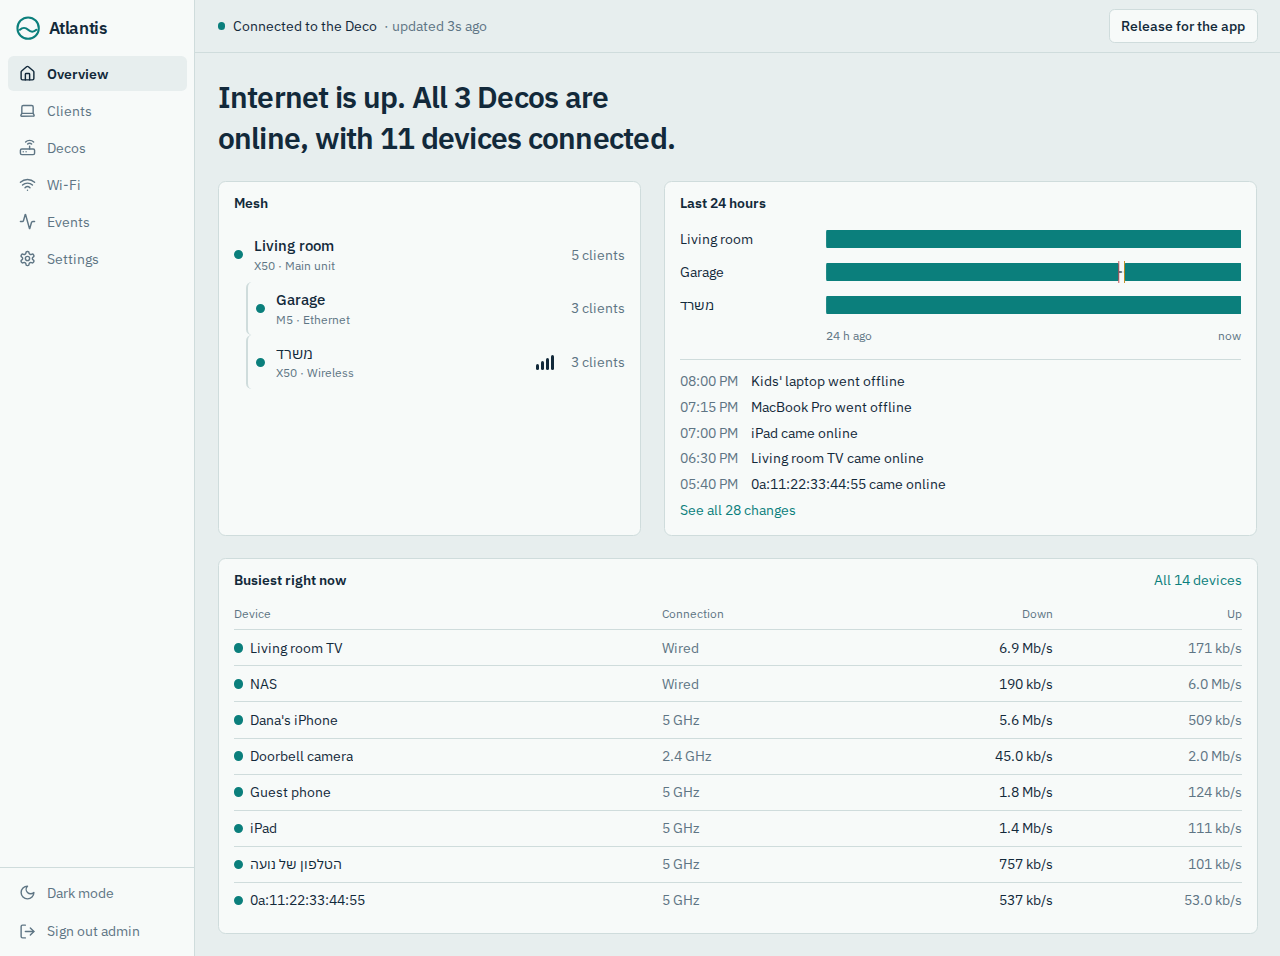 Atlantis
Overview
Clients
Decos
Wi-Fi
Events
Settings
Dark mode
Sign out admin
Connected to the Deco · updated 3s ago
Release for the app
Internet is up. All 3 Decos are
online, with 11 devices connected.
Mesh
Living room
X50 · Main unit
5 clients
Garage
M5 · Ethernet
3 clients
משרד
X50 · Wireless
3 clients
Last 24 hours
Living room
Garage
משרד
24 h ago now
08:00 PM Kids' laptop went offline
07:15 PM MacBook Pro went offline
07:00 PM iPad came online
06:30 PM Living room TV came online
05:40 PM 0a:11:22:33:44:55 came online
See all 28 changes
Busiest right now All 14 devices
Device Connection Down Up
Living room TV Wired 6.9 Mb/s 171 kb/s
NAS Wired 190 kb/s 6.0 Mb/s
Dana's iPhone 5 GHz 5.6 Mb/s 509 kb/s
Doorbell camera 2.4 GHz 45.0 kb/s 2.0 Mb/s
Guest phone 5 GHz 1.8 Mb/s 124 kb/s
iPad 5 GHz 1.4 Mb/s 111 kb/s
הטלפון של נועה 5 GHz 757 kb/s 101 kb/s
0a:11:22:33:44:55 5 GHz 537 kb/s 53.0 kb/s